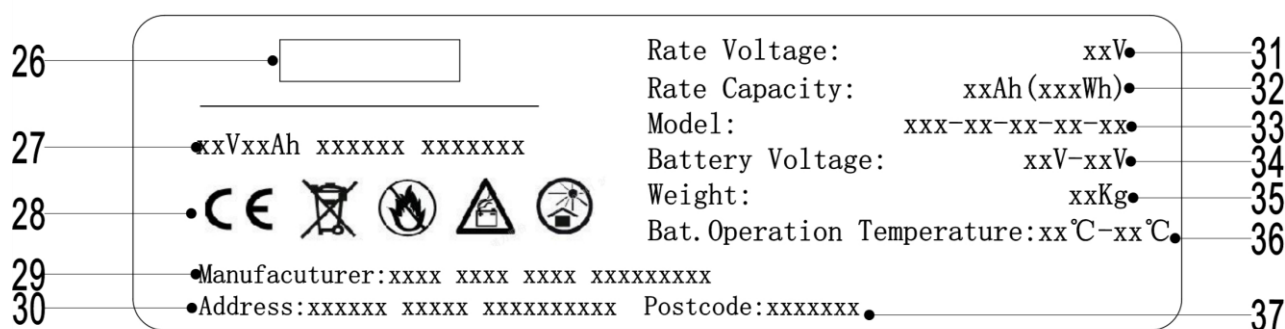 26
Rate Voltage: xxV 31
Rate Capacity: xxAh(xxxWh) 32
Model: xxx-xx-xx-xx-xx 33
27 xxVxxAh xxxxxx xxxxxxx
Battery Voltage: xxV-xxV 34
28 CE
Weight: xxKg 35
Bat.Operation Temperature:xx℃-xx℃ 36
29 Manufacuturer:xxxx xxxx xxxx xxxxxxxxx
30 Address:xxxxxx xxxxx xxxxxxxxxx Postcode:xxxxxxx 37